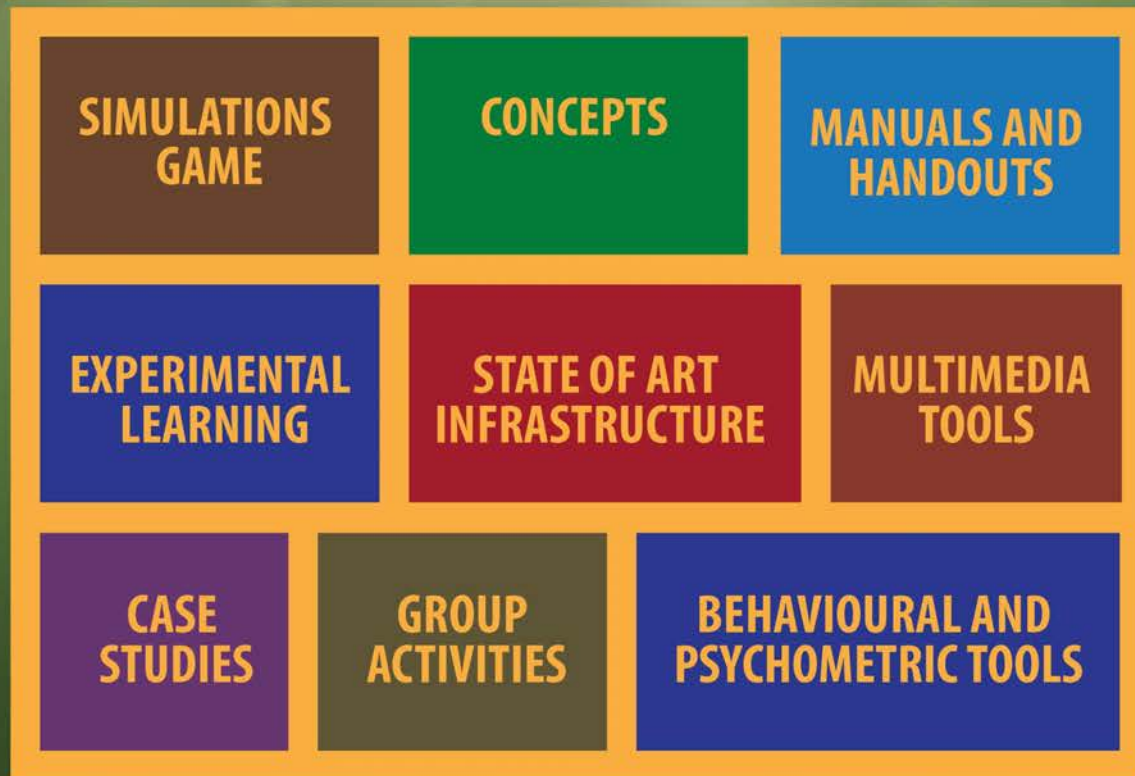 SIMULATIONS
GAME
CONCEPTS
MANUALS AND
HANDOUTS
EXPERIMENTAL
LEARNING
STATE OF ART
INFRASTRUCTURE
MULTIMEDIA
TOOLS
CASE
STUDIES
GROUP
ACTIVITIES
BEHAVIOURAL AND
PSYCHOMETRIC TOOLS